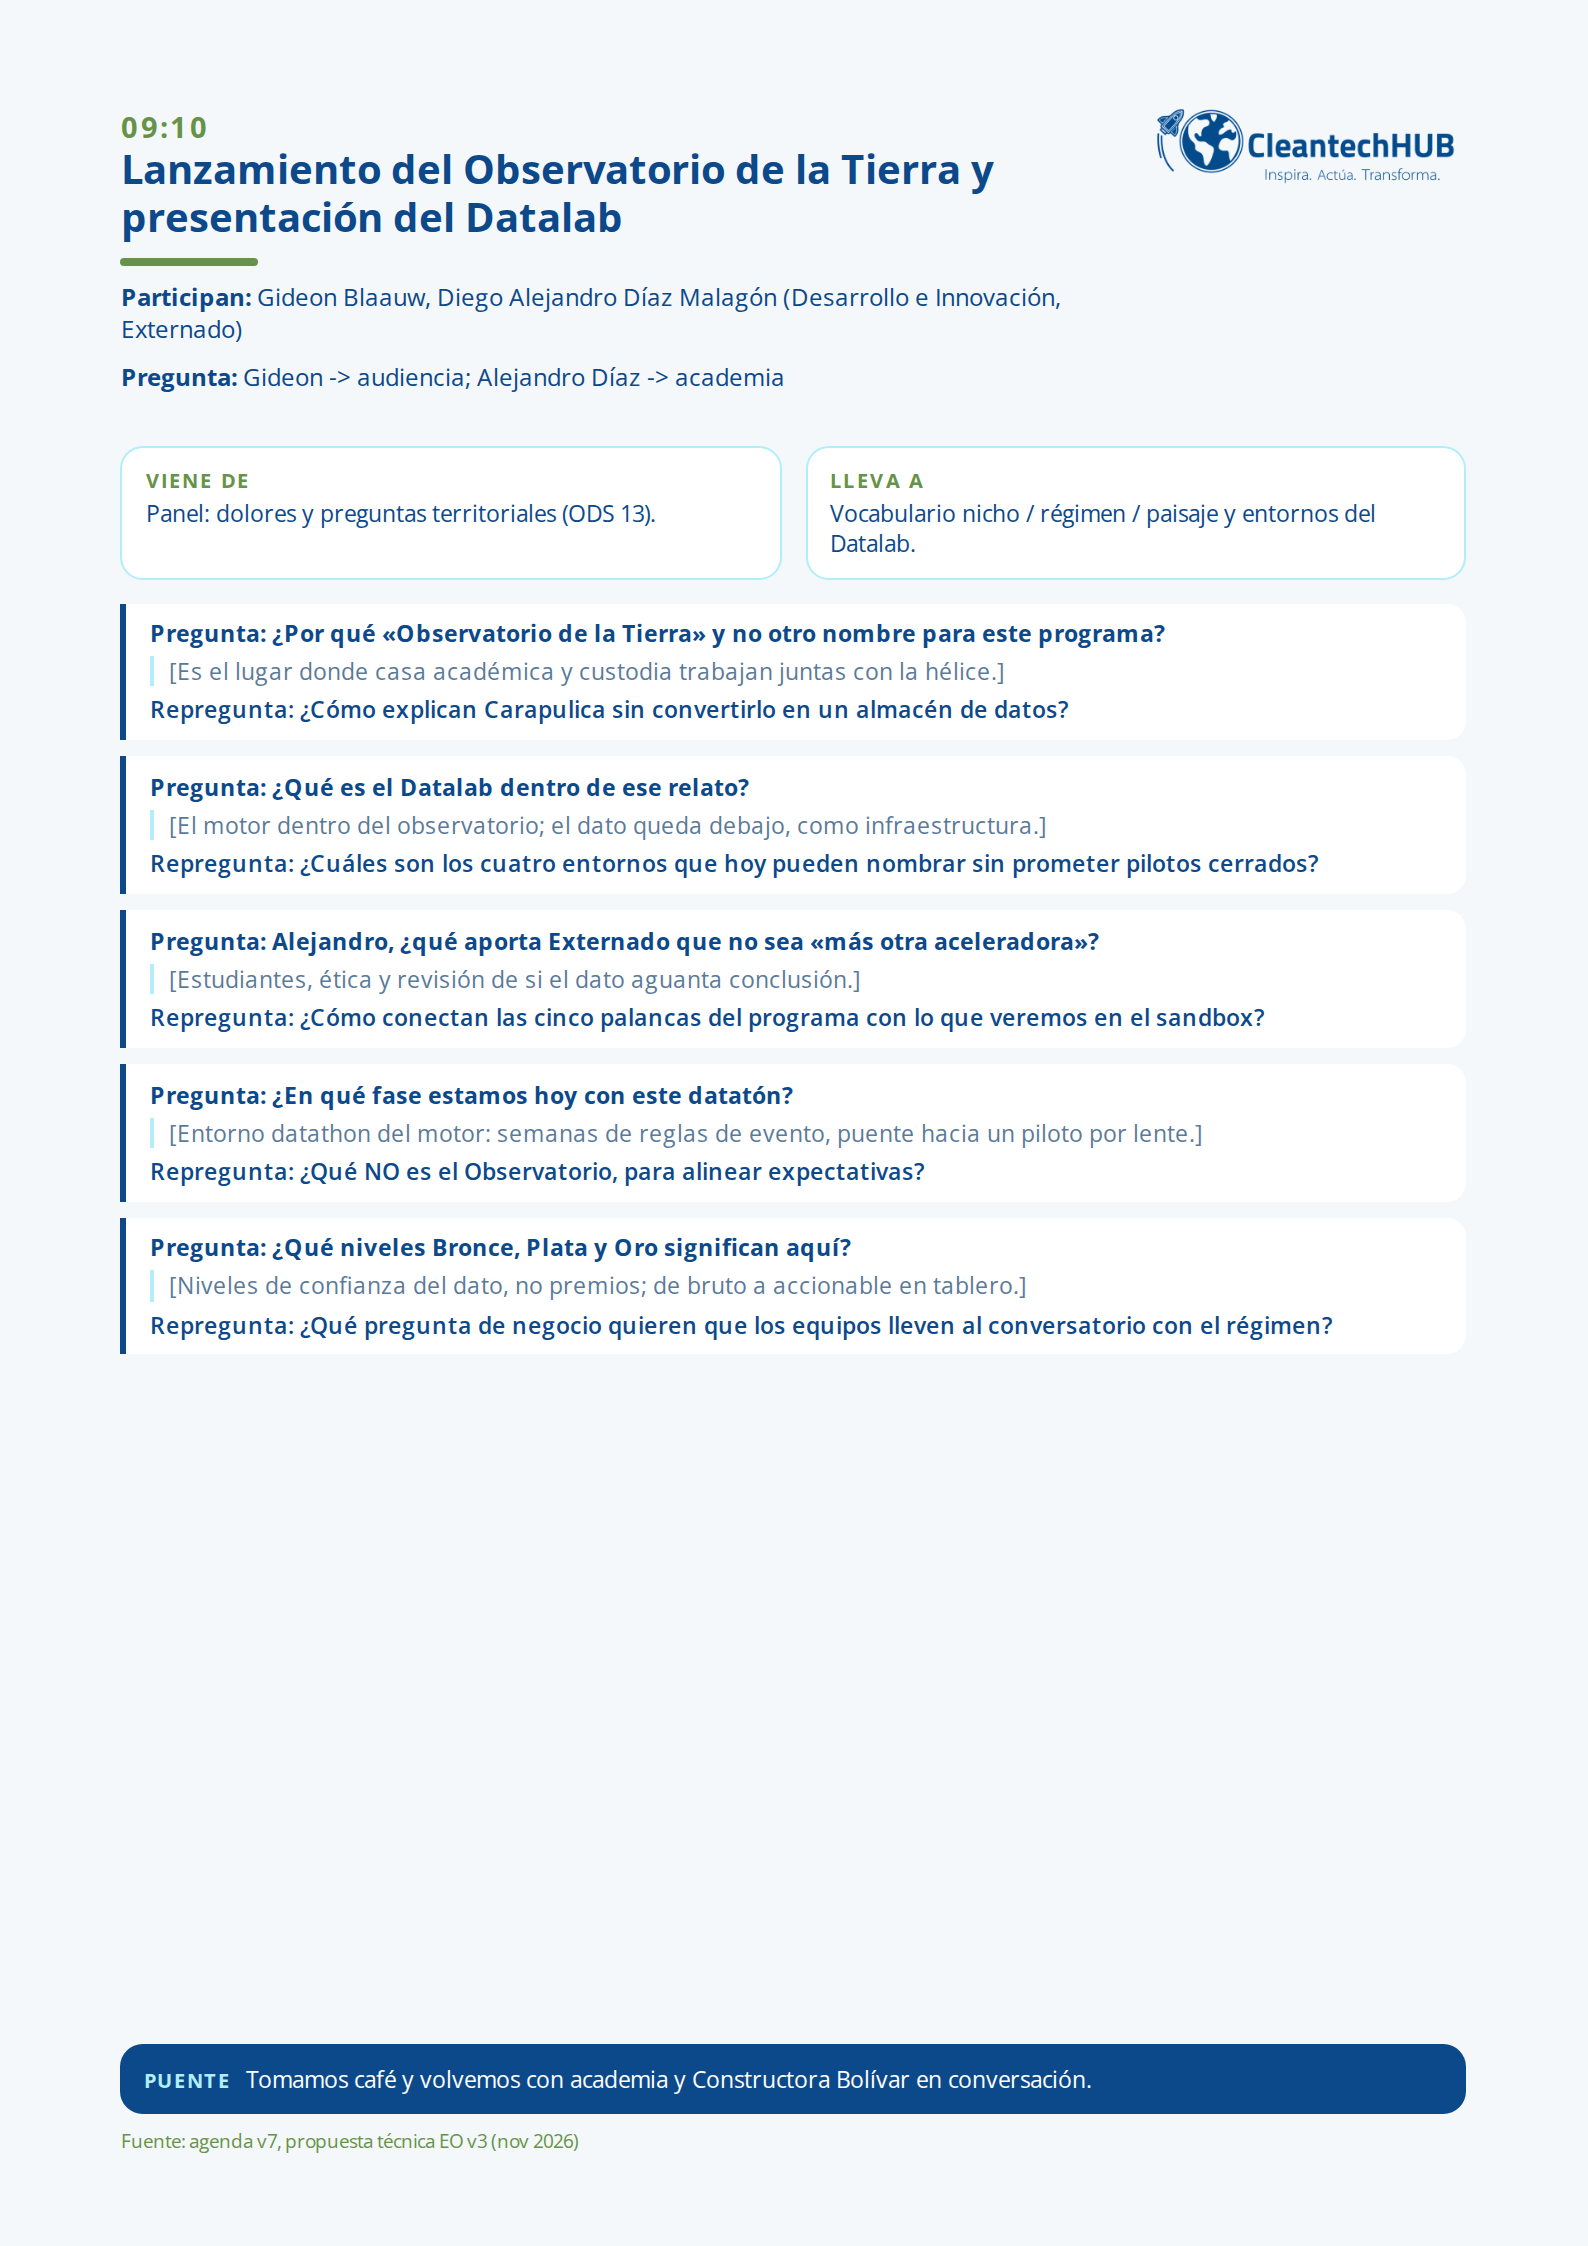 09:10
Lanzamiento del Observatorio de la Tierra y
presentación del Datalab
CleantechHUB
Inspira. Actúa. Transforma.
Participan: Gideon Blaauw, Diego Alejandro Díaz Malagón (Desarrollo e Innovación,
Externado)
Pregunta: Gideon -> audiencia; Alejandro Díaz -> academia
VIENE DE
Panel: dolores y preguntas territoriales (ODS 13).
LLEVA A
Vocabulario nicho / régimen / paisaje y entornos del
Datalab.
Pregunta: ¿Por qué «Observatorio de la Tierra» y no otro nombre para este programa?
[Es el lugar donde casa académica y custodia trabajan juntas con la hélice.]
Repregunta: ¿Cómo explican Carapulica sin convertirlo en un almacén de datos?
Pregunta: ¿Qué es el Datalab dentro de ese relato?
[El motor dentro del observatorio; el dato queda debajo, como infraestructura.]
Repregunta: ¿Cuáles son los cuatro entornos que hoy pueden nombrar sin prometer pilotos cerrados?
Pregunta: Alejandro, ¿qué aporta Externado que no sea «más otra aceleradora»?
[Estudiantes, ética y revisión de si el dato aguanta conclusión.]
Repregunta: ¿Cómo conectan las cinco palancas del programa con lo que veremos en el sandbox?
Pregunta: ¿En qué fase estamos hoy con este datatón?
[Entorno datathon del motor: semanas de reglas de evento, puente hacia un piloto por lente.]
Repregunta: ¿Qué NO es el Observatorio, para alinear expectativas?
Pregunta: ¿Qué niveles Bronce, Plata y Oro significan aquí?
[Niveles de confianza del dato, no premios; de bruto a accionable en tablero.]
Repregunta: ¿Qué pregunta de negocio quieren que los equipos lleven al conversatorio con el régimen?
PUENTE Tomamos café y volvemos con academia y Constructora Bolívar en conversación.
Fuente: agenda v7, propuesta técnica EO v3 (nov 2026)